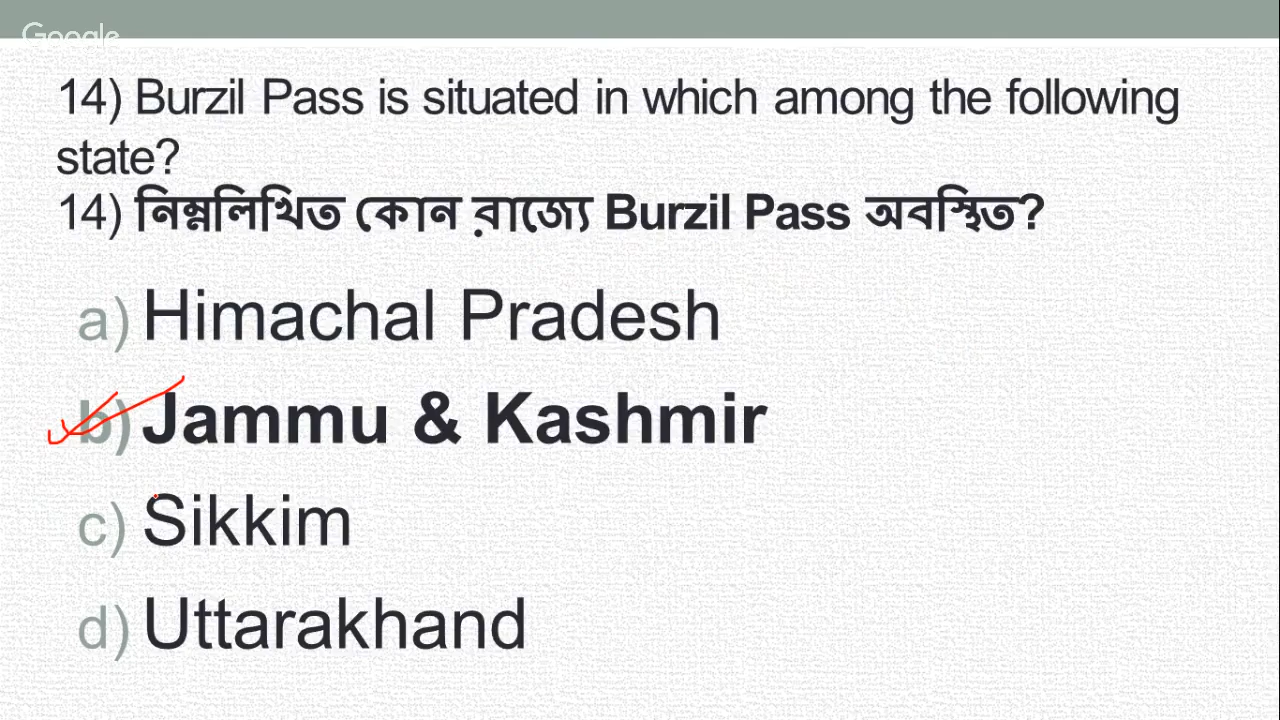 Google
14) Burzil Pass is situated in which among the following
state?
14) নিম্নলিখিত কোন রাজ্যে Burzil Pass অবস্থিত?
a) Himachal Pradesh
b) Jammu & Kashmir
c) Sikkim
d) Uttarakhand